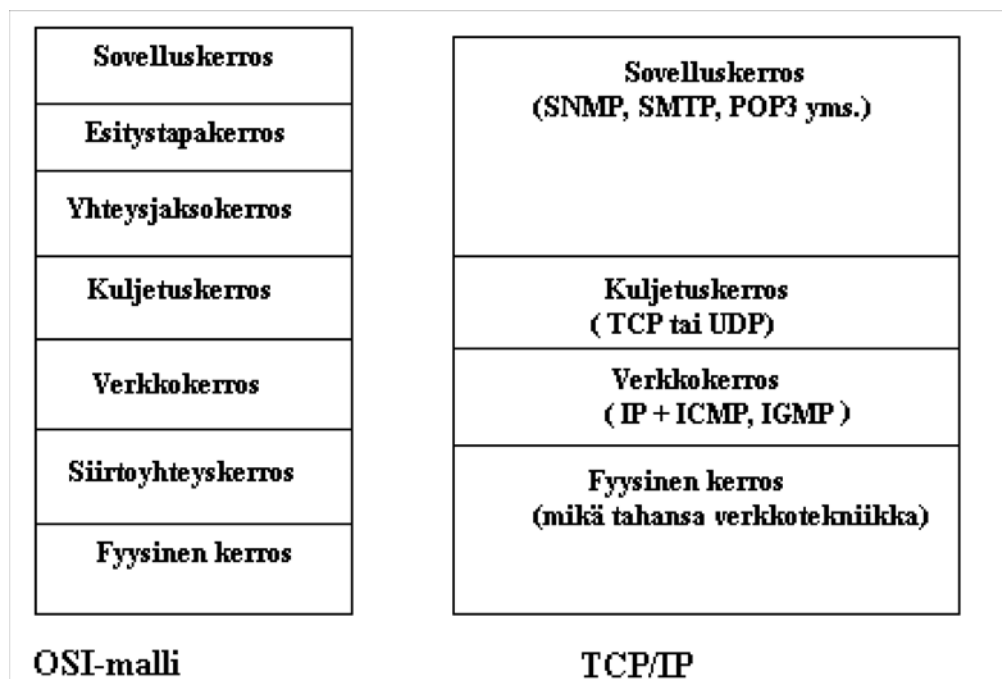 Sovelluskerros
Esitystapakerros
Yhteysjaksokerros
Kuljetuskerros
Verkkokerros
Siirtoyhteyskerros
Fyysinen kerros
OSI-malli
Sovelluskerros
(SNMP, SMTP, POP3 yms.)
Kuljetuskerros
( TCP tai UDP)
Verkkokerros
( IP + ICMP, IGMP )
Fyysinen kerros
(mikä tahansa verkkotekniikka)
TCP/IP